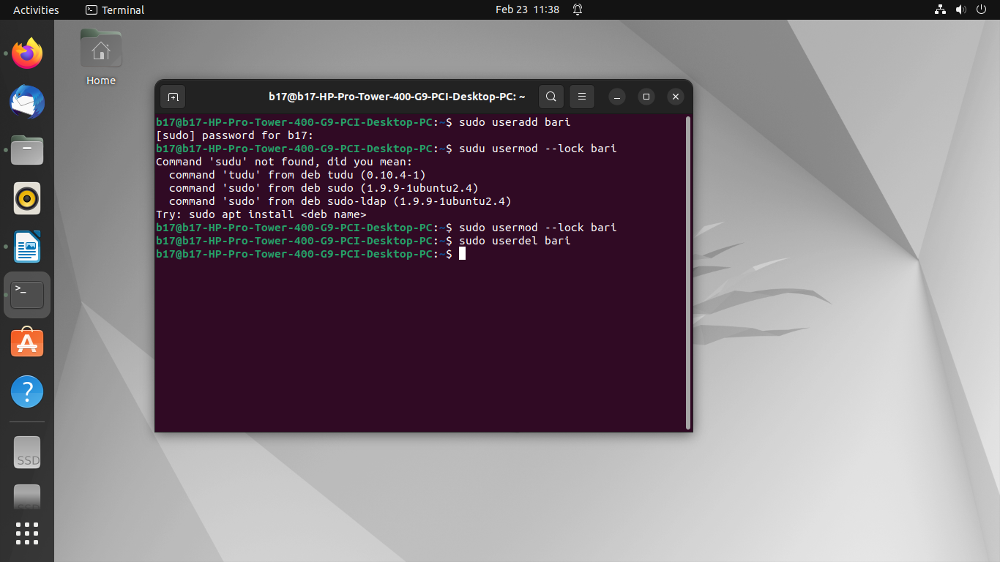 Activities
Terminal
Feb 23 11:38
Home
b17@b17-HP-Pro-Tower-400-G9-PCI-Desktop-PC: ~
b17@b17-HP-Pro-Tower-400-G9-PCI-Desktop-PC:~$ sudo useradd bari
[sudo] password for b17:
b17@b17-HP-Pro-Tower-400-G9-PCI-Desktop-PC:~$ sudu usermod --lock bari
Command 'sudu' not found, did you mean:
  command 'tudu' from deb tudu (0.10.4-1)
  command 'sudo' from deb sudo (1.9.9-1ubuntu2.4)
  command 'sudo' from deb sudo-ldap (1.9.9-1ubuntu2.4)
Try: sudo apt install <deb name>
b17@b17-HP-Pro-Tower-400-G9-PCI-Desktop-PC:~$ sudo usermod --lock bari
b17@b17-HP-Pro-Tower-400-G9-PCI-Desktop-PC:~$ sudo userdel bari
b17@b17-HP-Pro-Tower-400-G9-PCI-Desktop-PC:~$
>_
?
SSD